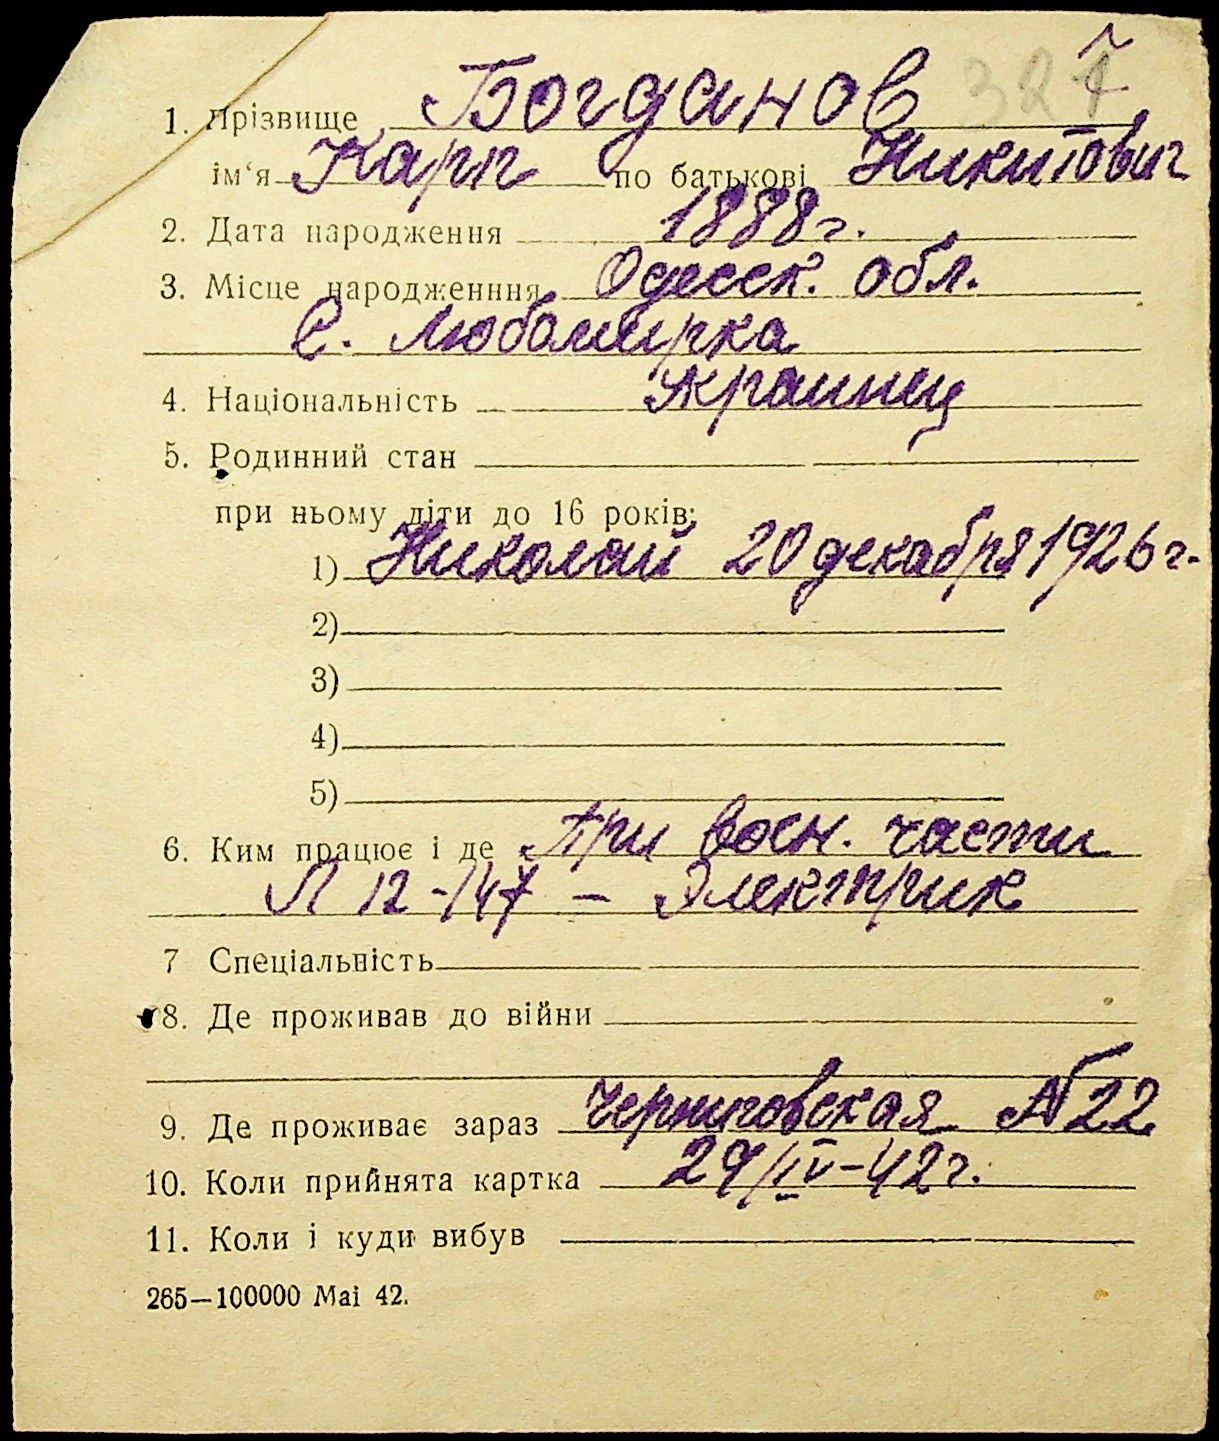 1. Прізвище Богданов 327
ім‘я Карп по батькові Никитович
2. Дата народження 1888 г.
3. Місце народженння Одесск. обл.
С. Любомирка
4. Національність Украинец
5. Родинний стан
при ньому діти до 16 років:
1) Николай 20 декабря 1926 г.
2)
3)
4)
5)
6. Ким працює і де При воен. части
Л 12-147 – Электрик
7 Спеціальність
8. Де проживав до війни
9. Де проживає зараз Черниговская № 22
10. Коли прийнята картка 29/IV-42 г.
11. Коли і куди вибув
265—100000 Mai 42.